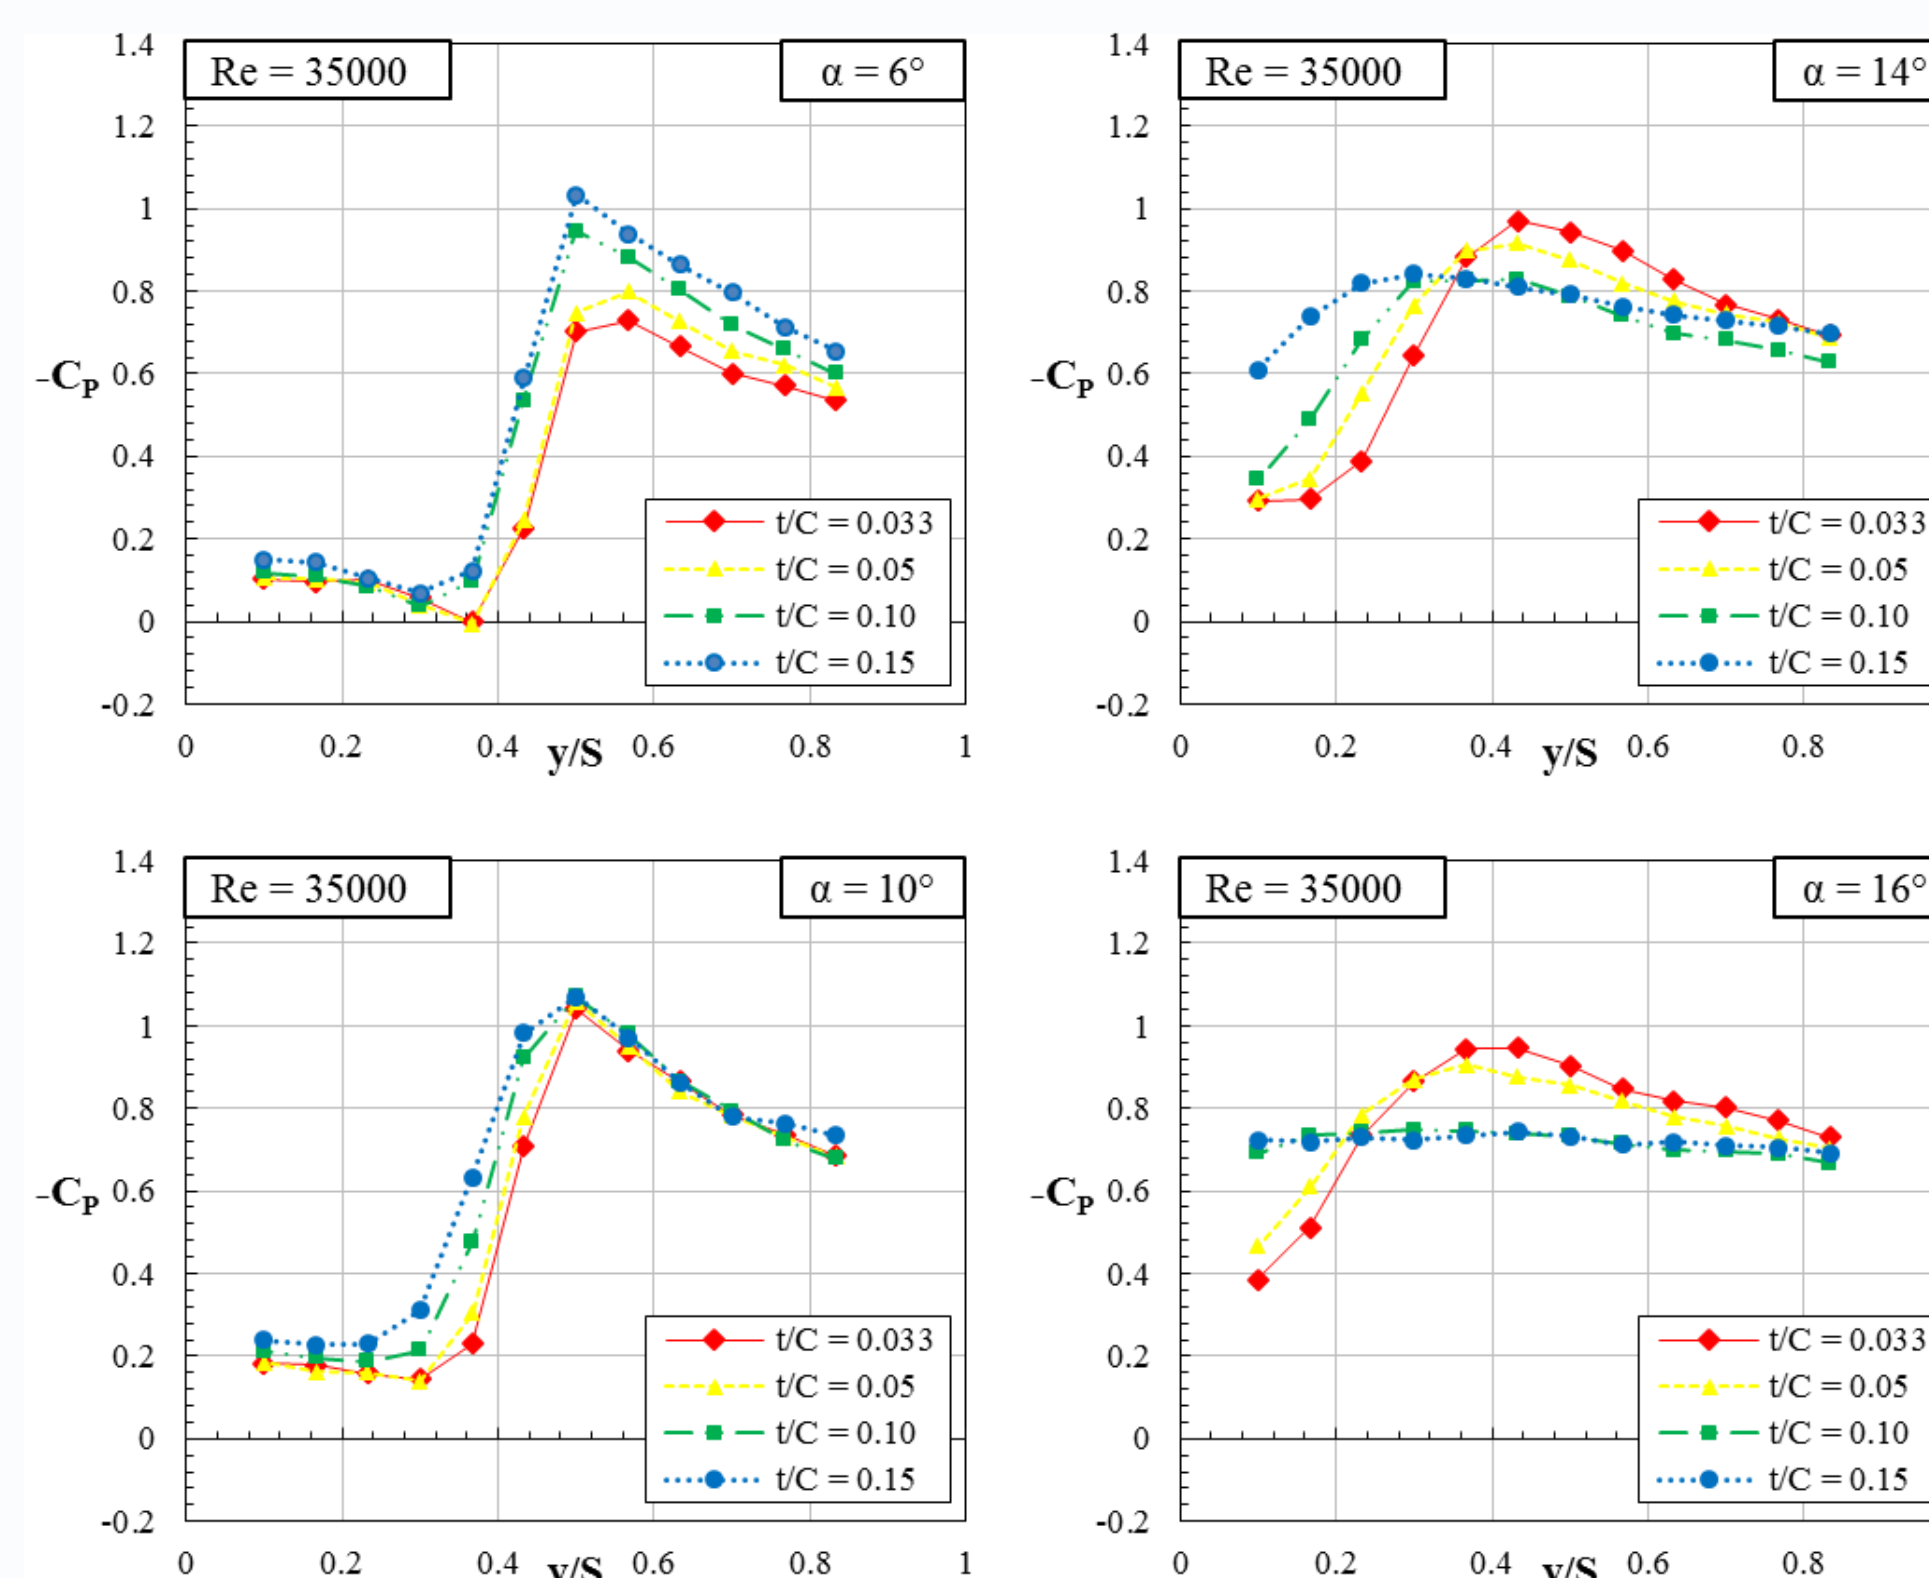 Re = 35000
α = 6°
1.4
1.2
1
0.8
0.6
0.4
0.2
0
-0.2
-C_P
t/C = 0.033
t/C = 0.05
t/C = 0.10
t/C = 0.15
0 0.2 0.4 0.6 0.8 1
y/S
Re = 35000
α = 14°
1.4
1.2
1
0.8
0.6
0.4
0.2
0
-0.2
-C_P
t/C = 0.033
t/C = 0.05
t/C = 0.10
t/C = 0.15
0 0.2 0.4 0.6 0.8
y/S
Re = 35000
α = 10°
1.4
1.2
1
0.8
0.6
0.4
0.2
0
-0.2
-C_P
t/C = 0.033
t/C = 0.05
t/C = 0.10
t/C = 0.15
0 0.2 0.4 0.6 0.8 1
y/S
Re = 35000
α = 16°
1.4
1.2
1
0.8
0.6
0.4
0.2
0
-0.2
-C_P
t/C = 0.033
t/C = 0.05
t/C = 0.10
t/C = 0.15
0 0.2 0.4 0.6 0.8
y/S